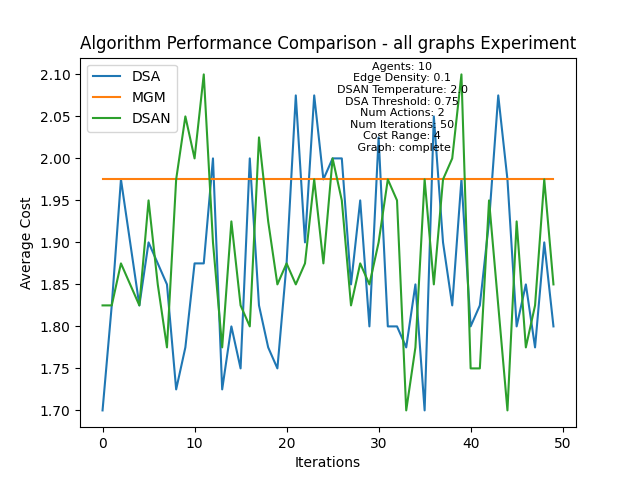 Algorithm Performance Comparison - all graphs Experiment
DSA
MGM
DSAN
Agents: 10
Edge Density: 0.1
DSAN Temperature: 2.0
DSA Threshold: 0.75
Num Actions: 2
Num Iterations: 50
Cost Range: 4
Graph: complete
Average Cost
2.10
2.05
2.00
1.95
1.90
1.85
1.80
1.75
1.70
0 10 20 30 40 50
Iterations